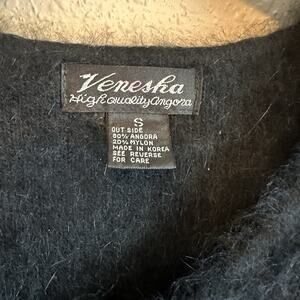 Venesha
High quality Angora
S
OUT SIDE
80% ANGORA
20% NYLON
MADE IN KOREA
SEE REVERSE
FOR CARE